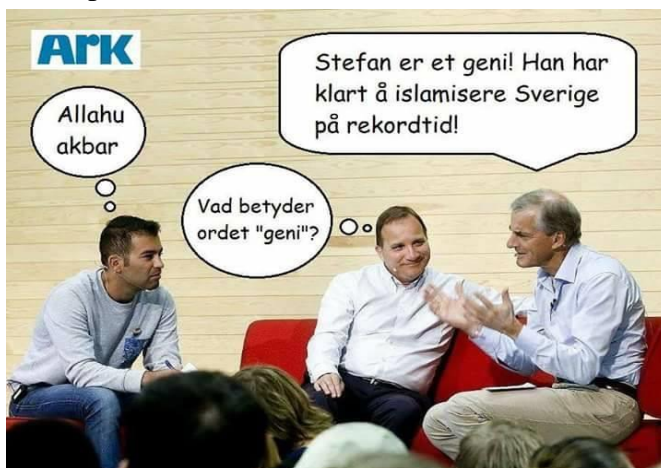 Ark
Stefan er et geni! Han har
klart å islamisere Sverige
på rekordtid!
Allahu
akbar
Vad betyder
ordet "geni"?